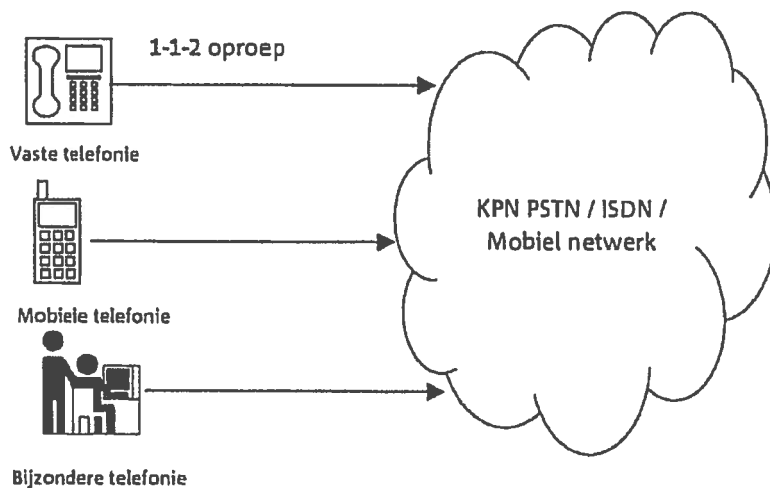 1-1-2 oproep
Vaste telefonie
KPN PSTN / ISDN /
Mobiel netwerk
Mobiele telefonie
Bijzondere telefonie